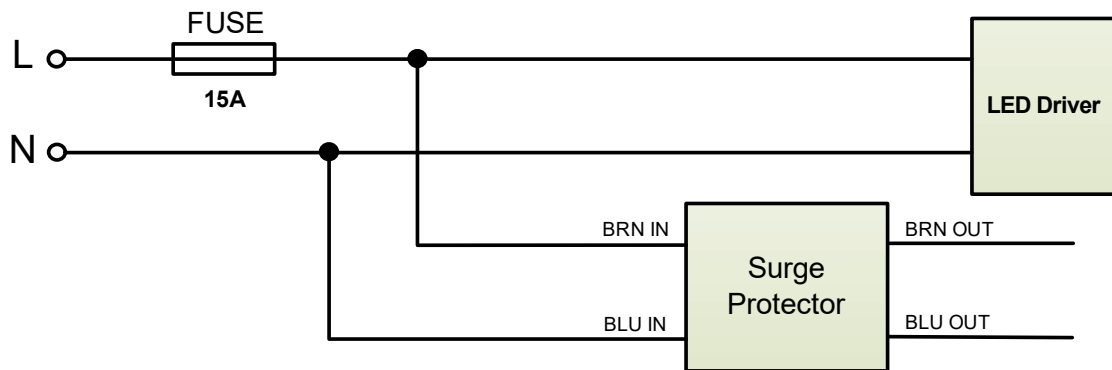 FUSE
L
15A
LED Driver
N
BRN IN
BRN OUT
Surge
Protector
BLU IN
BLU OUT